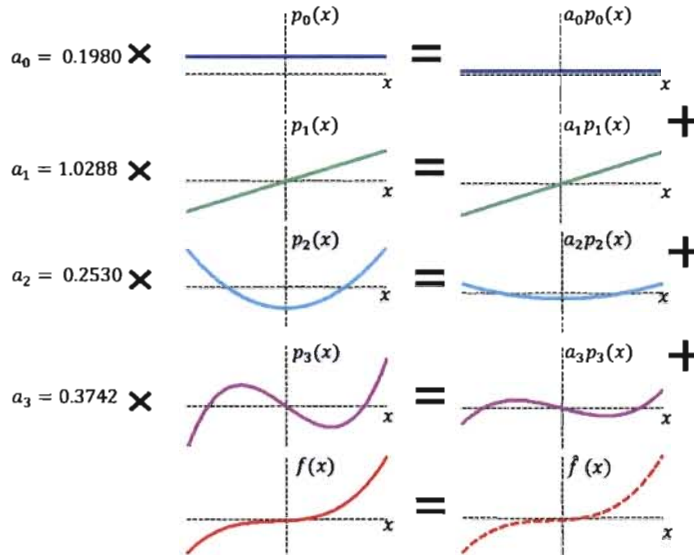 p₀(x) a₀p₀(x)
a₀ = 0.1980 × =
x x
p₁(x) a₁p₁(x) +
a₁ = 1.0288 × =
x x
p₂(x) a₂p₂(x) +
a₂ = 0.2530 × =
x x
p₃(x) a₃p₃(x) +
a₃ = 0.3742 × =
x x
f(x) f̂(x)
=
x x